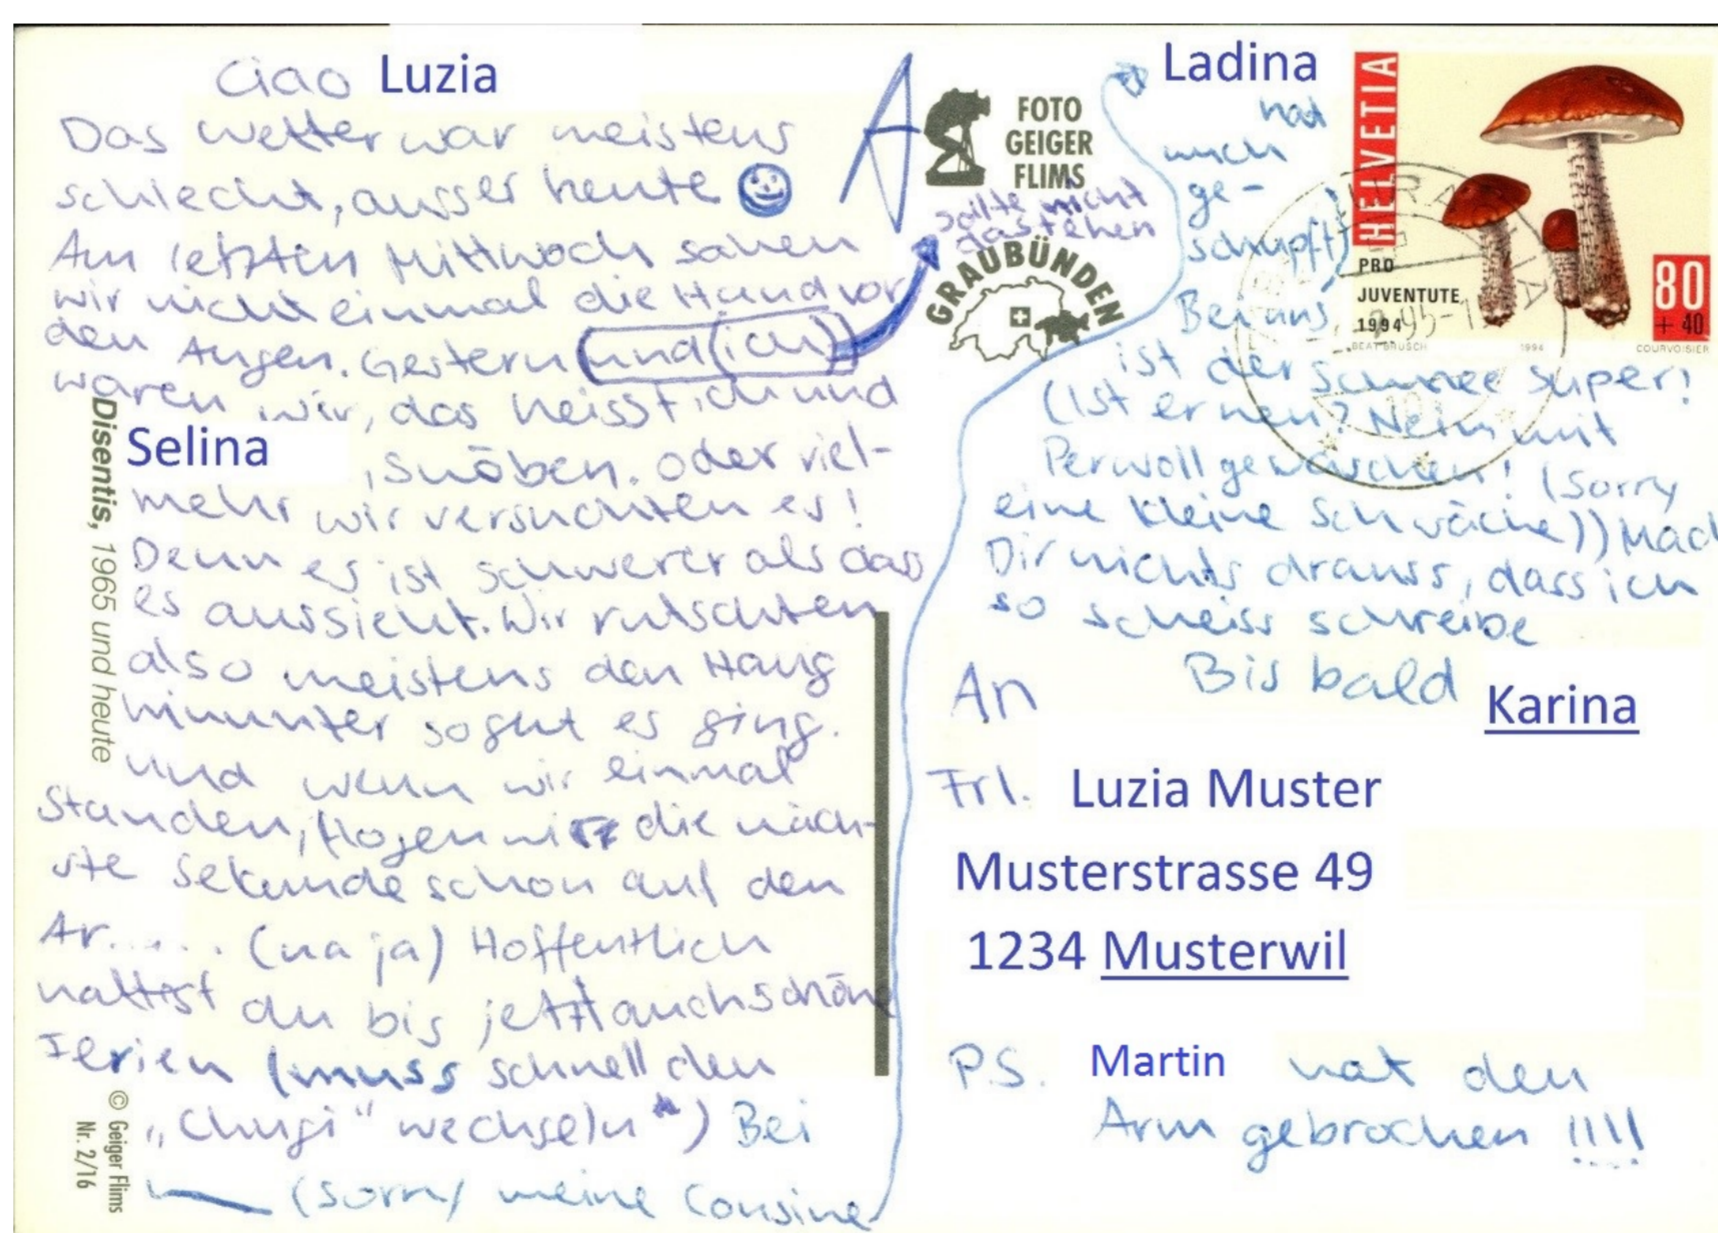 Ciao Luzia
Das Wetter war meistens
schlecht, ausser heute
Am letzten Mittwoch sahen
wir nicht einmal die Hand vor
den Augen. Gestern und (ich)
waren wir, das heisst ich und
Selina, snöben. Oder viel-
mehr wir versuchten es!
Denn es ist schwerer als das
es aussieht. Wir rutschten
also meistens den Hang
hinunter so gut es ging.
Und wenn wir einmal
standen, flogen wir die näch-
ste Sekunde schon auf den
Ar..... (na ja) Hoffentlich
hattest du bis jetzt auch schöne
Ferien (muss schnell den
"Chugi" wechseln*) Bei
(Sorry meine Cousine
Ladina
hat
mich
ge-
schupft)
Bei uns
ist der Schnee super!
(Ist er neu? Nein mit
Perwoll gewaschen! (Sorry
eine kleine Schwäche)) Mach
Dir nichts drauss, dass ich
so scheiss schreibe
Bis bald Karina
A
sollte nicht
dastehen
FOTO
GEIGER
FLIMS
GRAUBÜNDEN
HELVETIA
PRO
JUVENTUTE
1994
80
+ 40
BEAT BRUSCH
1994
COURVOISIER
An
Frl. Luzia Muster
Musterstrasse 49
1234 Musterwil
P.S. Martin hat den
Arm gebrochen !!!!
Disentis, 1965 und heute
© Geiger Flims
Nr. 2/16